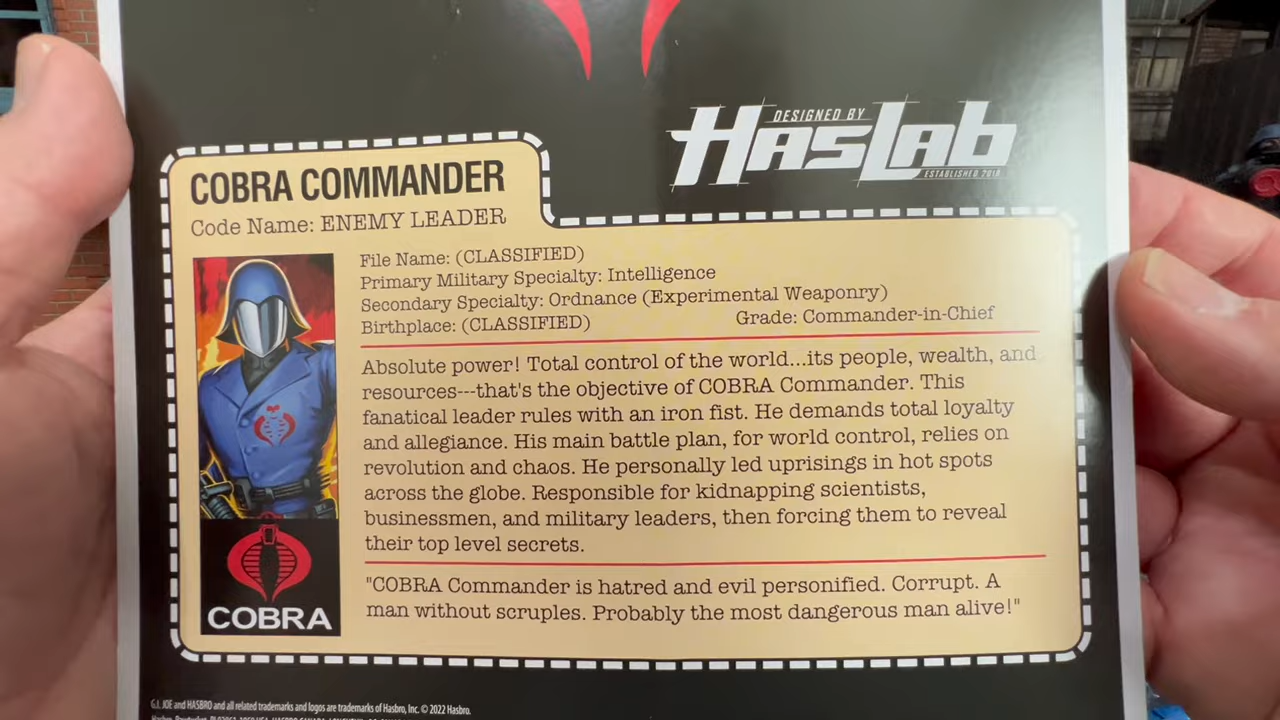 DESIGNED BY
HASLAB
ESTABLISHED 2018
COBRA COMMANDER
Code Name: ENEMY LEADER
File Name: (CLASSIFIED)
Primary Military Specialty: Intelligence
Secondary Specialty: Ordnance (Experimental Weaponry)
Birthplace: (CLASSIFIED) Grade: Commander-in-Chief
Absolute power! Total control of the world...its people, wealth, and
resources---that's the objective of COBRA Commander. This
fanatical leader rules with an iron fist. He demands total loyalty
and allegiance. His main battle plan, for world control, relies on
revolution and chaos. He personally led uprisings in hot spots
across the globe. Responsible for kidnapping scientists,
businessmen, and military leaders, then forcing them to reveal
their top level secrets.
"COBRA Commander is hatred and evil personified. Corrupt. A
man without scruples. Probably the most dangerous man alive!"
COBRA
G.I. JOE and HASBRO and all related trademarks and logos are trademarks of Hasbro, Inc. © 2022 Hasbro.